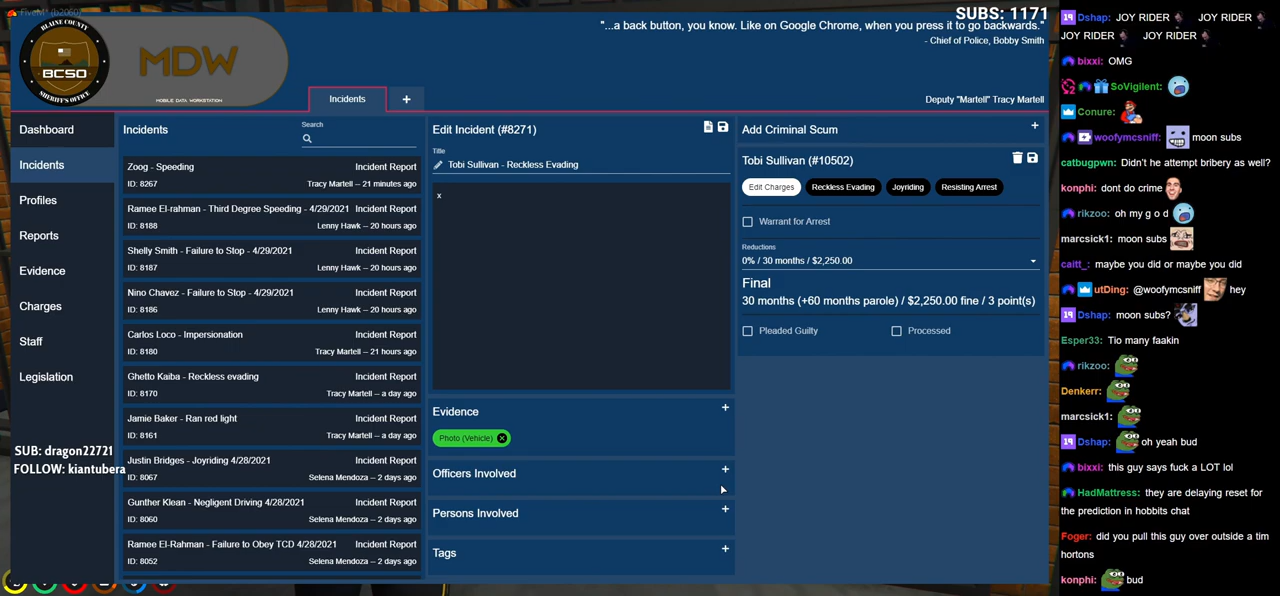 FiveM® (b2060)
SUBS: 1171
BLAINE COUNTY
BCSO
SHERIFF'S OFFICE
MDW
MOBILE DATA WORKSTATION
"...a back button, you know. Like on Google Chrome, when you press it to go backwards."
- Chief of Police, Bobby Smith
Incidents
+
Deputy "Martell" Tracy Martell
Dashboard
Incidents
Profiles
Reports
Evidence
Charges
Staff
Legislation
SUB: dragon22721
FOLLOW: kiantubera
Incidents
Search
Zoog - Speeding Incident Report
ID: 8267 Tracy Martell -- 21 minutes ago
Ramee El-rahman - Third Degree Speeding - 4/29/2021 Incident Report
ID: 8188 Lenny Hawk -- 20 hours ago
Shelly Smith - Failure to Stop - 4/29/2021 Incident Report
ID: 8187 Lenny Hawk -- 20 hours ago
Nino Chavez - Failure to Stop - 4/29/2021 Incident Report
ID: 8186 Lenny Hawk -- 20 hours ago
Carlos Loco - Impersonation Incident Report
ID: 8180 Tracy Martell -- 21 hours ago
Ghetto Kaiba - Reckless evading Incident Report
ID: 8170 Tracy Martell -- a day ago
Jamie Baker - Ran red light Incident Report
ID: 8161 Tracy Martell -- a day ago
Justin Bridges - Joyriding 4/28/2021 Incident Report
ID: 8067 Selena Mendoza -- 2 days ago
Gunther Klean - Negligent Driving 4/28/2021 Incident Report
ID: 8060 Selena Mendoza -- 2 days ago
Ramee El-Rahman - Failure to Obey TCD 4/28/2021 Incident Report
ID: 8052 Selena Mendoza -- 2 days ago
Edit Incident (#8271)
Title
Tobi Sullivan - Reckless Evading
x
Evidence +
Photo (Vehicle)
Officers Involved +
Persons Involved +
Tags +
Add Criminal Scum +
Tobi Sullivan (#10502)
Edit Charges Reckless Evading Joyriding Resisting Arrest
Warrant for Arrest
Reductions
0% / 30 months / $2,250.00
Final
30 months (+60 months parole) / $2,250.00 fine / 3 point(s)
Pleaded Guilty Processed
19 Dshap: JOY RIDER JOY RIDER
JOY RIDER JOY RIDER
bixxi: OMG
SoVigilent:
Conure:
woofymcsniff: moon subs
catbugpwn: Didn't he attempt bribery as well?
konphi: dont do crime
rikzoo: oh my g o d
marcsick1: moon subs
caitt_: maybe you did or maybe you did
utDing: @woofymcsniff hey
19 Dshap: moon subs?
Esper33: Tio many faakin
rikzoo:
Denkerr:
marcsick1:
19 Dshap: oh yeah bud
bixxi: this guy says fuck a LOT lol
HadMattress: they are delaying reset for
the prediction in hobbits chat
Foger: did you pull this guy over outside a tim
hortons
konphi: bud